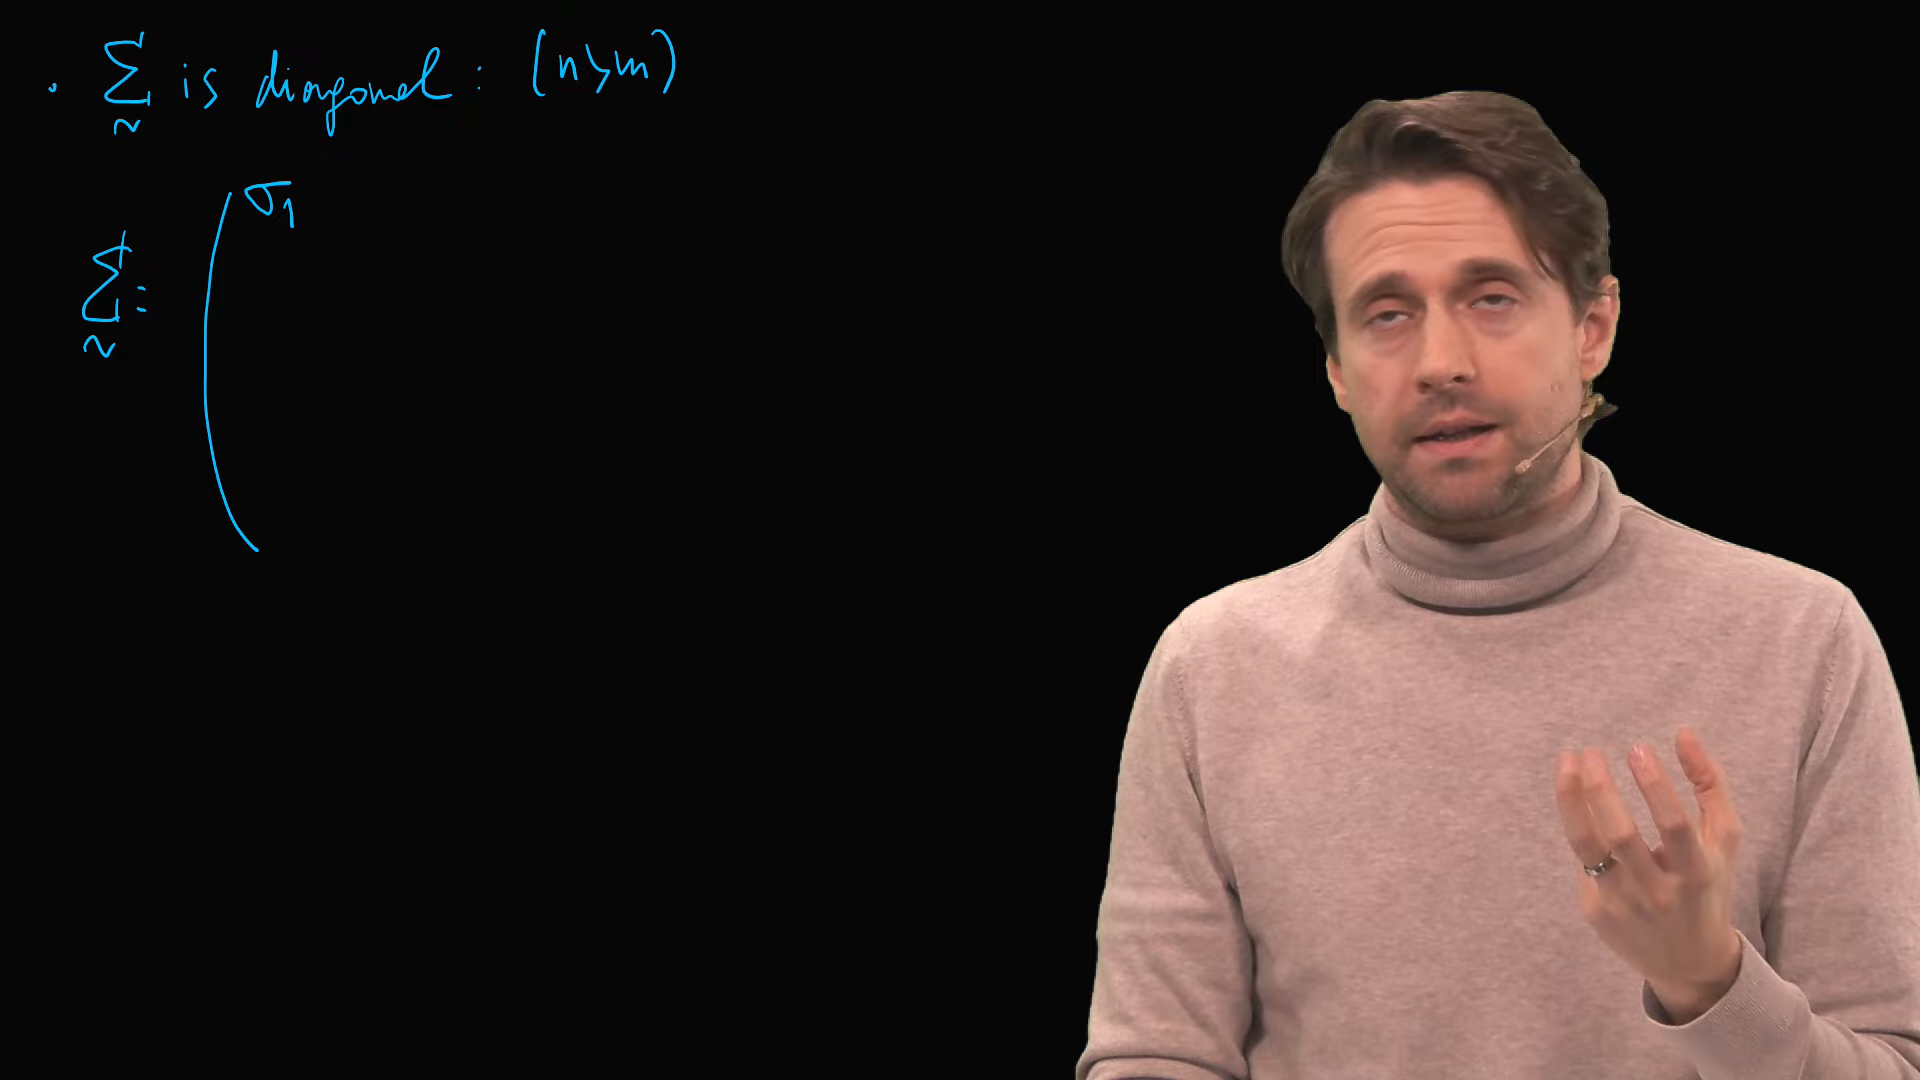 · Σ is diagonal: (n>m)
~
σ1
Σ =
~